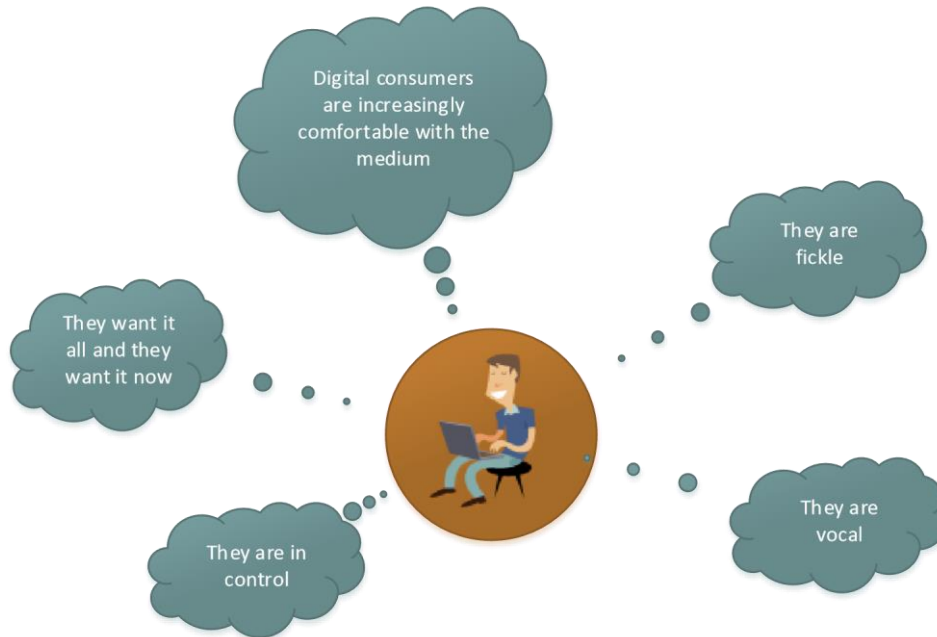 Digital consumers
are increasingly
comfortable with the
medium
They are
fickle
They want it
all and they
want it now
They are in
control
They are
vocal